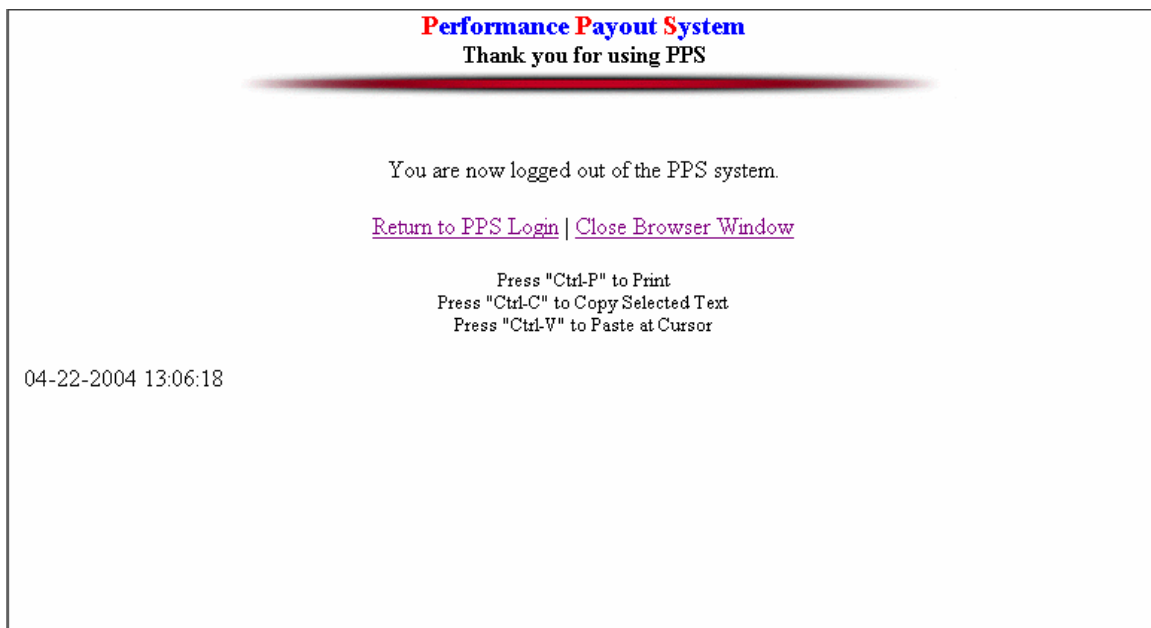 Performance Payout System
Thank you for using PPS
You are now logged out of the PPS system.
Return to PPS Login | Close Browser Window
Press "Ctrl-P" to Print
Press "Ctrl-C" to Copy Selected Text
Press "Ctrl-V" to Paste at Cursor
04-22-2004 13:06:18